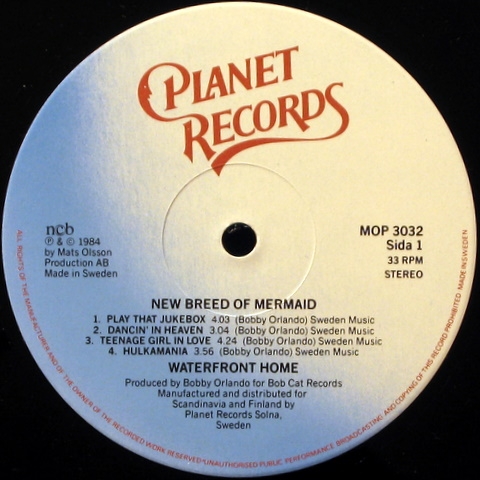 PLANET
RECORDS
ncb
℗ & © 1984
by Mats Olsson
Production AB
Made in Sweden
MOP 3032
Sida 1
33 RPM
STEREO
NEW BREED OF MERMAID
1. PLAY THAT JUKEBOX 4.03 (Bobby Orlando) Sweden Music
2. DANCIN' IN HEAVEN 3.04 (Bobby Orlando) Sweden Music
3. TEENAGE GIRL IN LOVE 4.24 (Bobby Orlando) Sweden Music
4. HULKAMANIA 3.56 (Bobby Orlando) Sweden Music
WATERFRONT HOME
Produced by Bobby Orlando for Bob Cat Records
Manufactured and distributed for
Scandinavia and Finland by
Planet Records Solna,
Sweden
ALL RIGHTS OF THE MANUFACTURER AND OF THE OWNER OF THE RECORDED WORK RESERVED·UNAUTHORISED PUBLIC PERFORMANCE BROADCASTING AND COPYING OF THIS RECORD PROHIBITED MADE IN SWEDEN